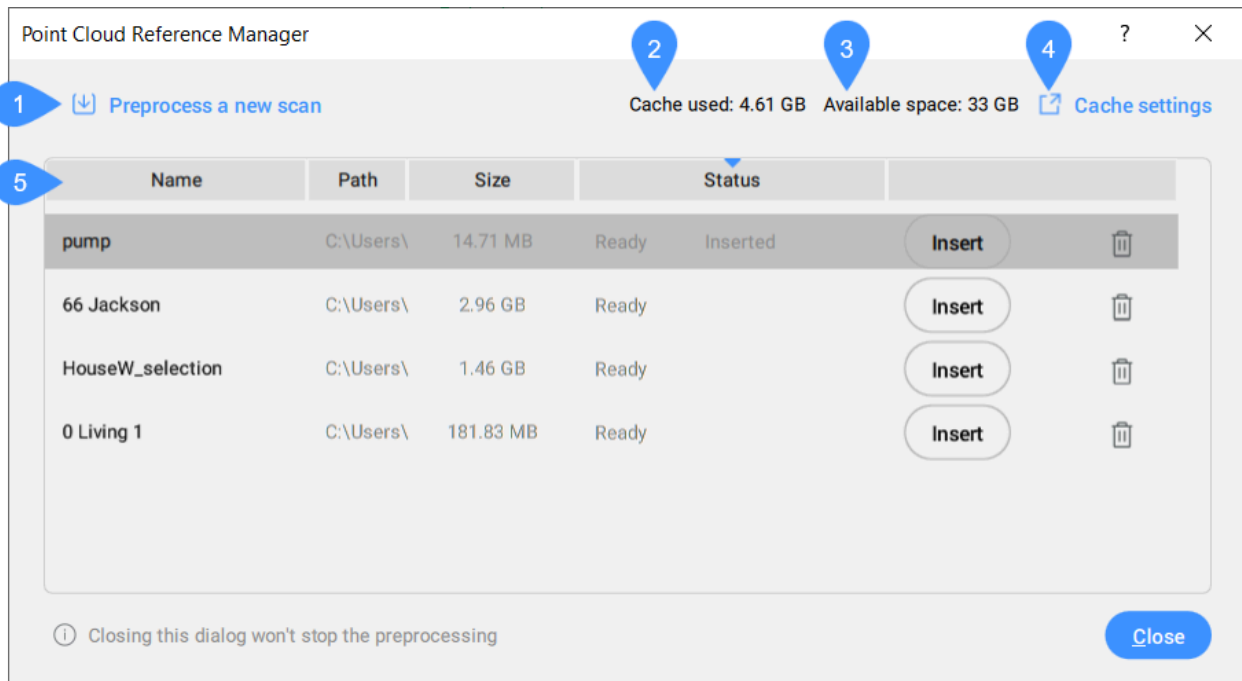 Point Cloud Reference Manager ?
2 3 4
1 Preprocess a new scan Cache used: 4.61 GB Available space: 33 GB Cache settings
5 Name Path Size Status
pump C:\Users\ 14.71 MB Ready Inserted Insert
66 Jackson C:\Users\ 2.96 GB Ready Insert
HouseW_selection C:\Users\ 1.46 GB Ready Insert
0 Living 1 C:\Users\ 181.83 MB Ready Insert
Closing this dialog won't stop the preprocessing Close